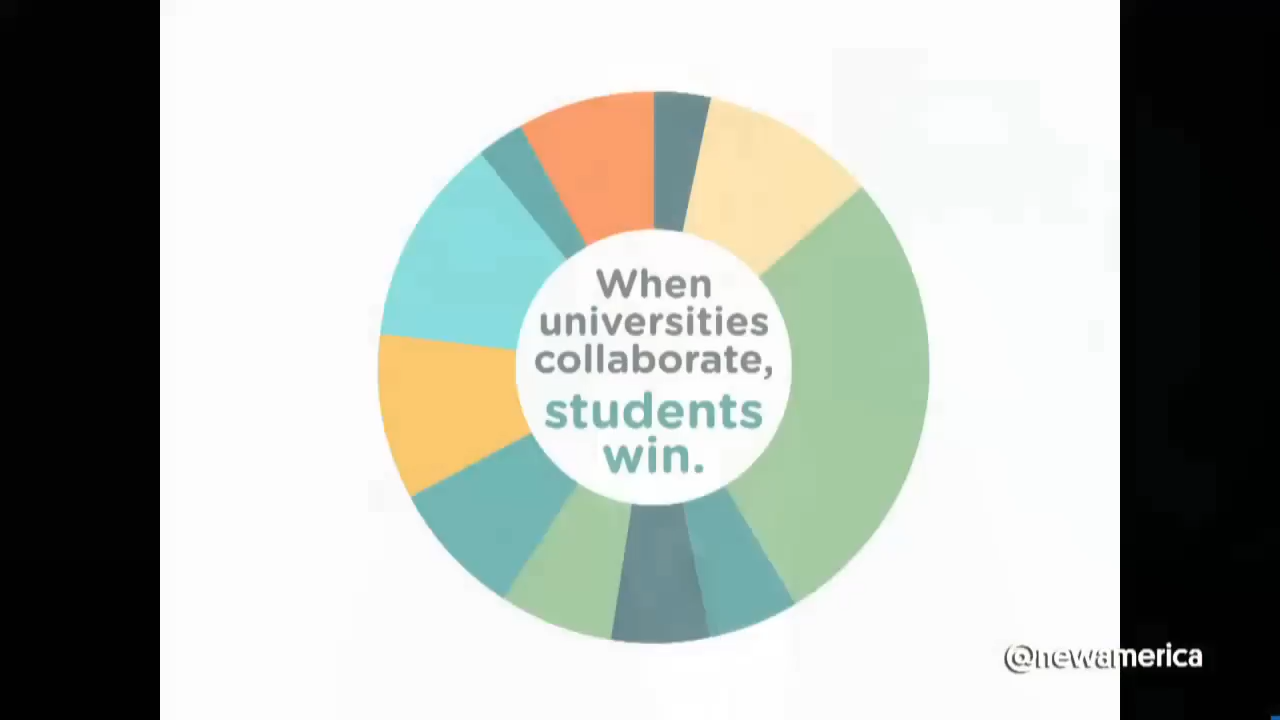 When
universities
collaborate,
students
win.
@newamerica